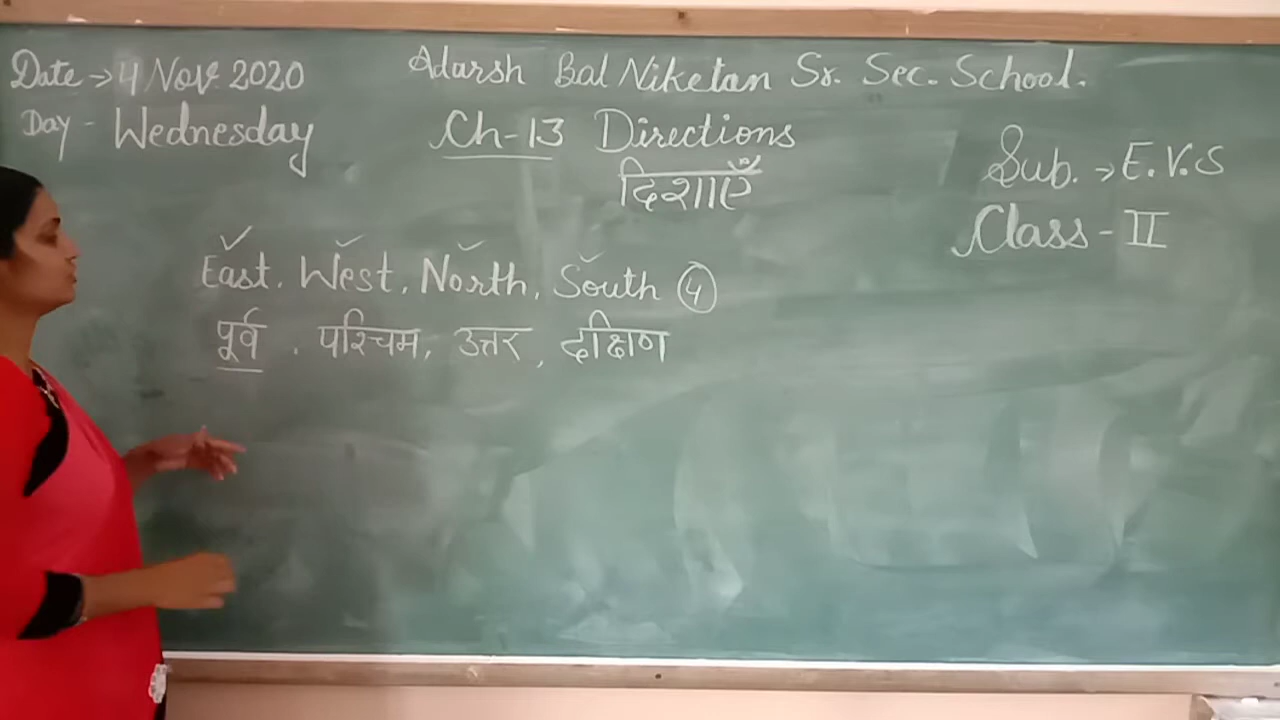 Date → 4 Nov. 2020
Adarsh Bal Niketan Sr. Sec. School.
Day - Wednesday
Ch-13 Directions
दिशाएँ
Sub. → E.V.S
Class - II
East, West, North, South 4
पूर्व, पश्चिम, उत्तर, दक्षिण